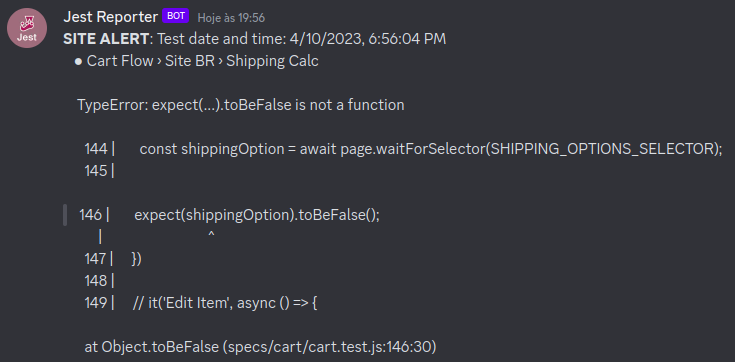 Jest Reporter BOT Hoje às 19:56
Jest
SITE ALERT: Test date and time: 4/10/2023, 6:56:04 PM
● Cart Flow › Site BR › Shipping Calc
TypeError: expect(...).toBeFalse is not a function
144 | const shippingOption = await page.waitForSelector(SHIPPING_OPTIONS_SELECTOR);
145 |
146 | expect(shippingOption).toBeFalse();
| ^
147 | })
148 |
149 | // it('Edit Item', async () => {
at Object.toBeFalse (specs/cart/cart.test.js:146:30)